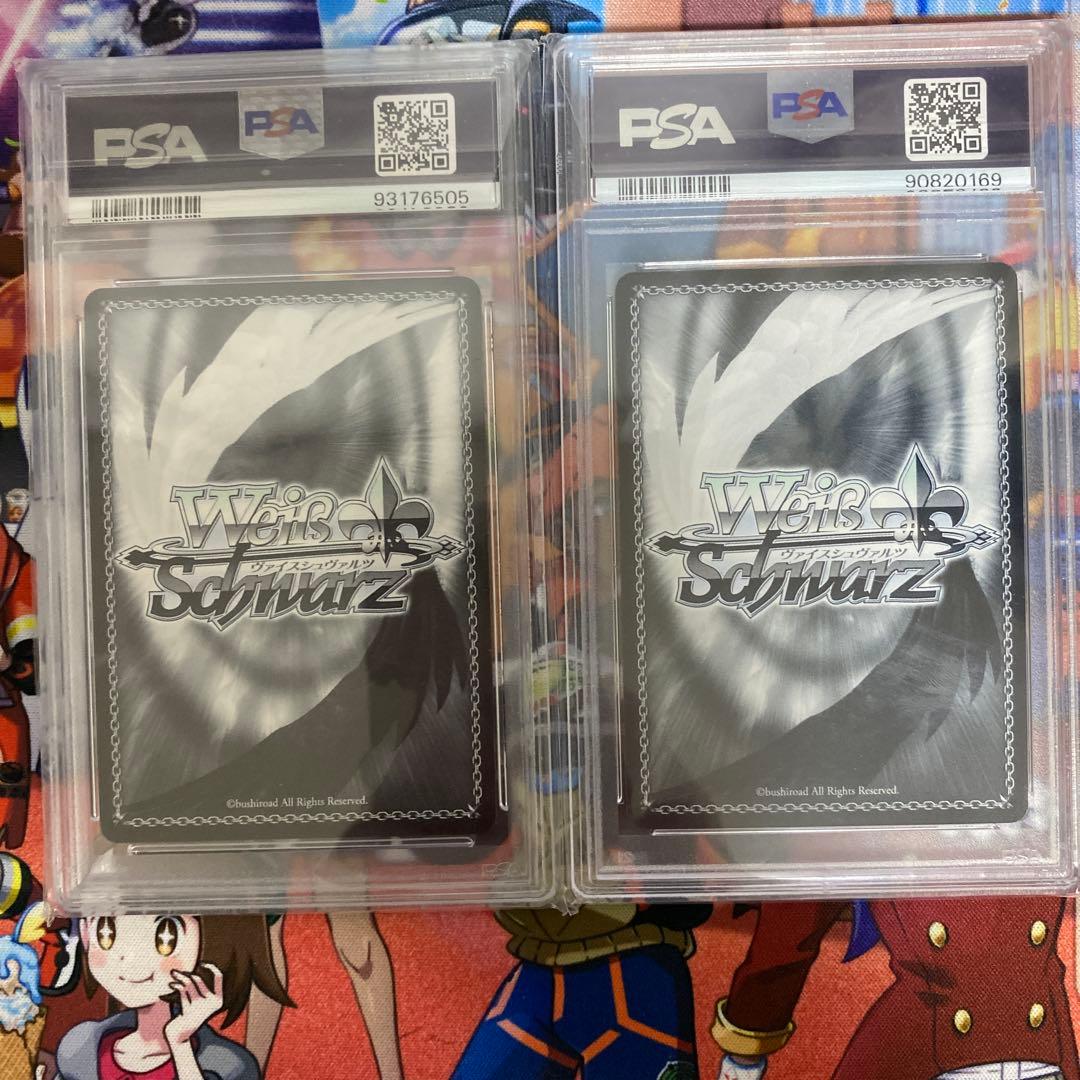 PSA
PSA
93176505
Weiß
ヴァイスシュヴァルツ
Schwarz
©bushiroad All Rights Reserved.
PSA
PSA
90820169
Weiß
ヴァイスシュヴァルツ
Schwarz
©bushiroad All Rights Reserved.